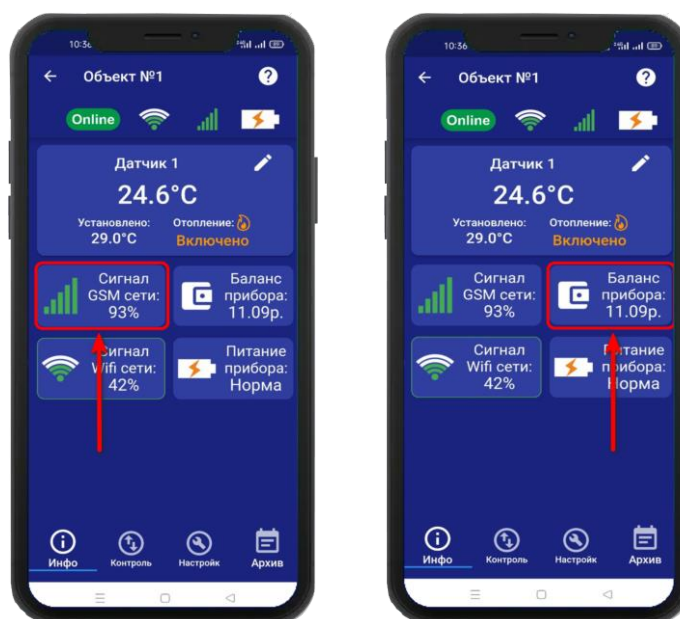 10:36
Объект №1
?
Online
Датчик 1
24.6°C
Установлено: Отопление:
29.0°C Включено
Сигнал
GSM сети:
93%
Баланс
прибора:
11.09р.
Сигнал
Wifi сети:
42%
Питание
прибора:
Норма
Инфо Контроль Настройк Архив
10:36
Объект №1
?
Online
Датчик 1
24.6°C
Установлено: Отопление:
29.0°C Включено
Сигнал
GSM сети:
93%
Баланс
прибора:
11.09р.
Сигнал
Wifi сети:
42%
Питание
прибора:
Норма
Инфо Контроль Настройк Архив